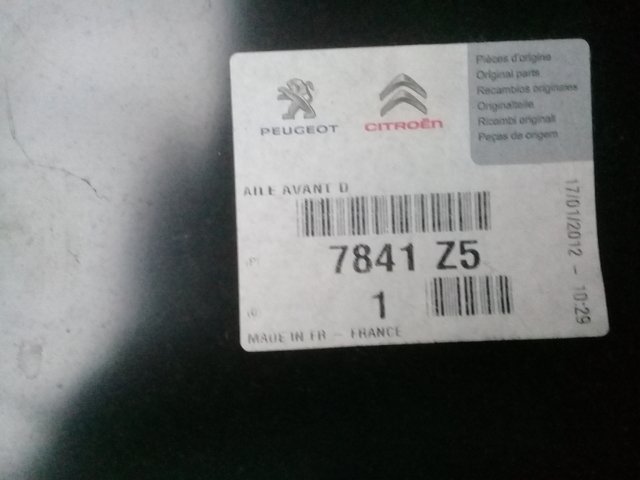 PEUGEOT
CITROËN
Pièces d'origine
Original parts
Recambios originales
Originalteile
Ricambi originali
Peças de origem
AILE AVANT D
(P)
7841 Z5
1
MADE IN FR - FRANCE
17/01/2012 - 10:29